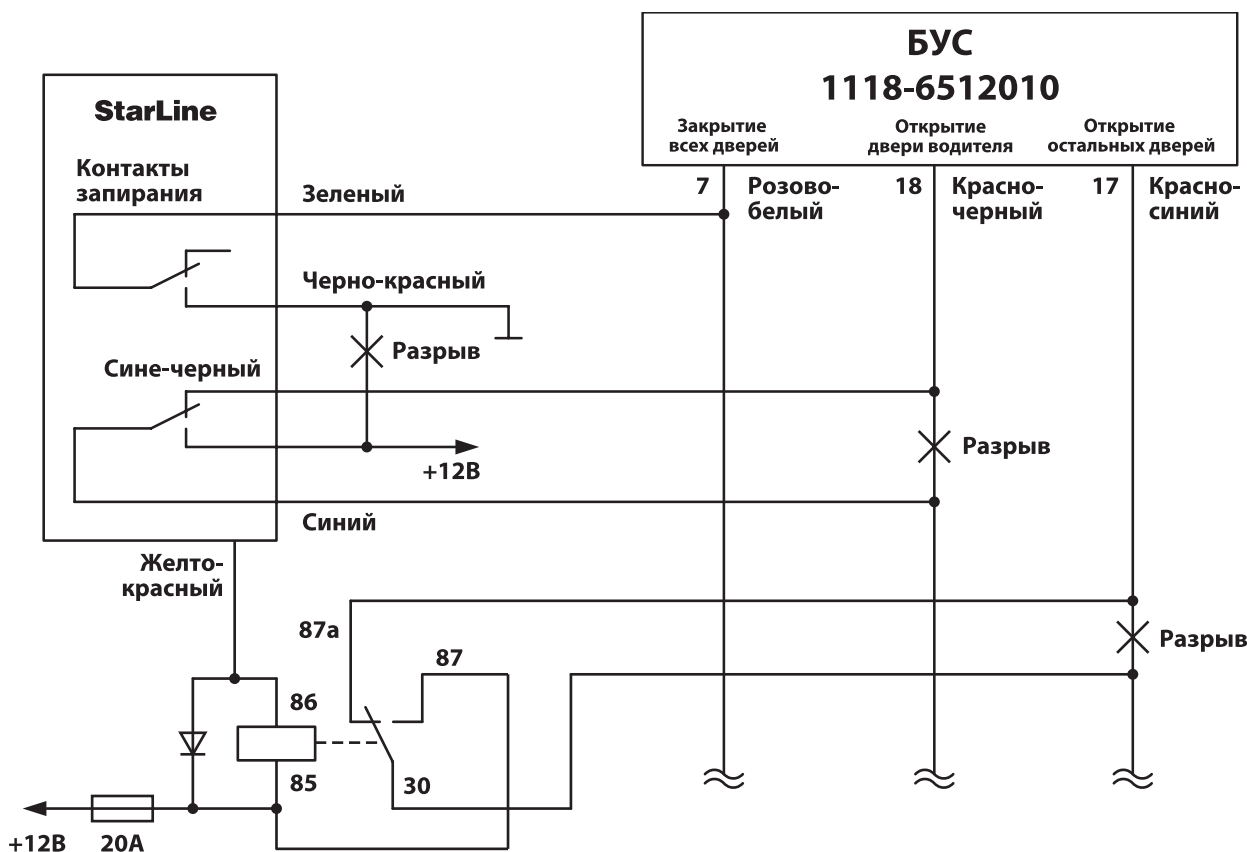 БУС
1118-6512010
Закрытие
всех дверей
Открытие
двери водителя
Открытие
остальных дверей
7
Розово-
белый
18
Красно-
черный
17
Красно-
синий
StarLine
Контакты
запирания
Зеленый
Черно-красный
Разрыв
Сине-черный
+12В
Разрыв
Синий
Желто-
красный
87а
87
Разрыв
86
85
30
+12В
20А